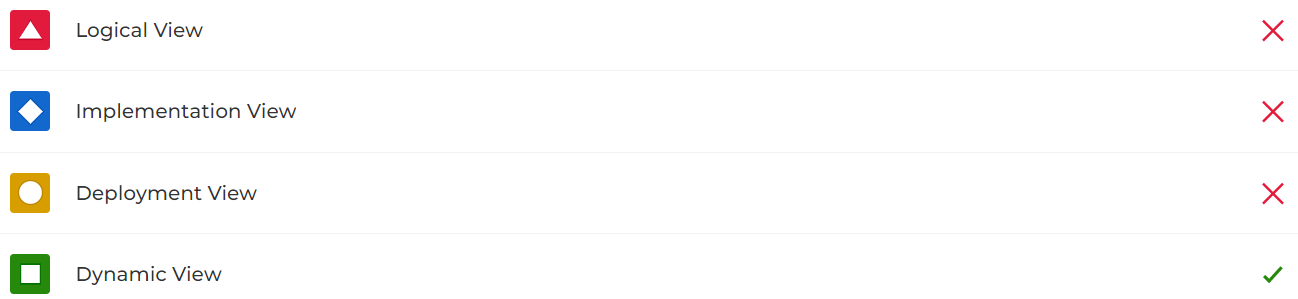 Logical View
Implementation View
Deployment View
Dynamic View